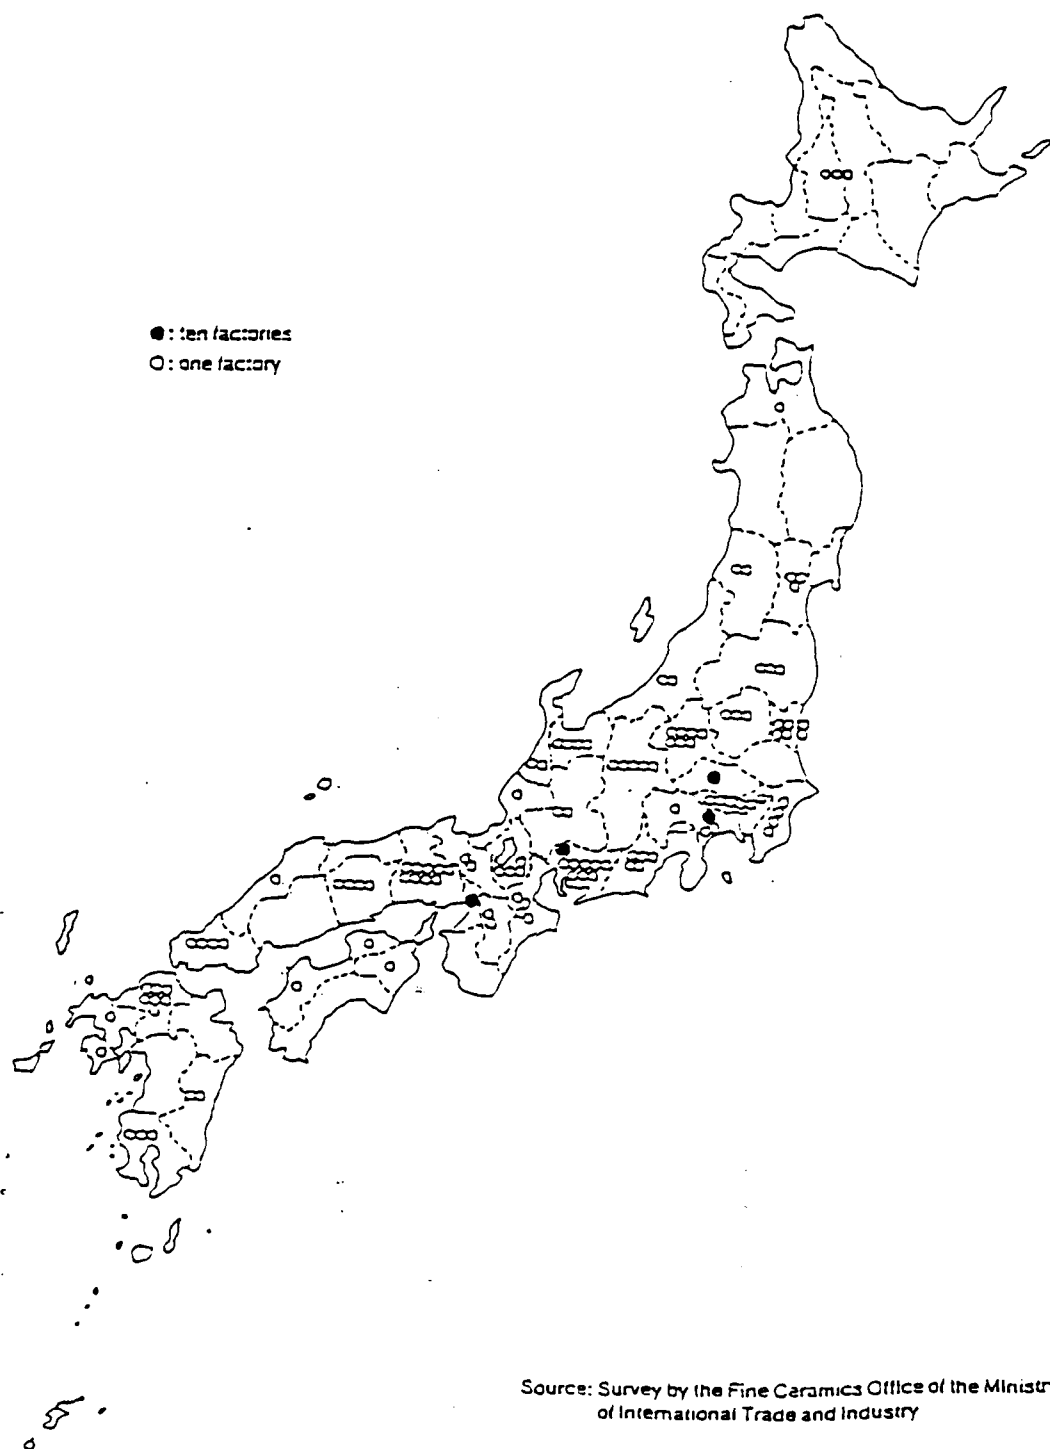 ●: ten factories
○: one factory
Source: Survey by the Fine Ceramics Office of the Ministr
of International Trade and Industry